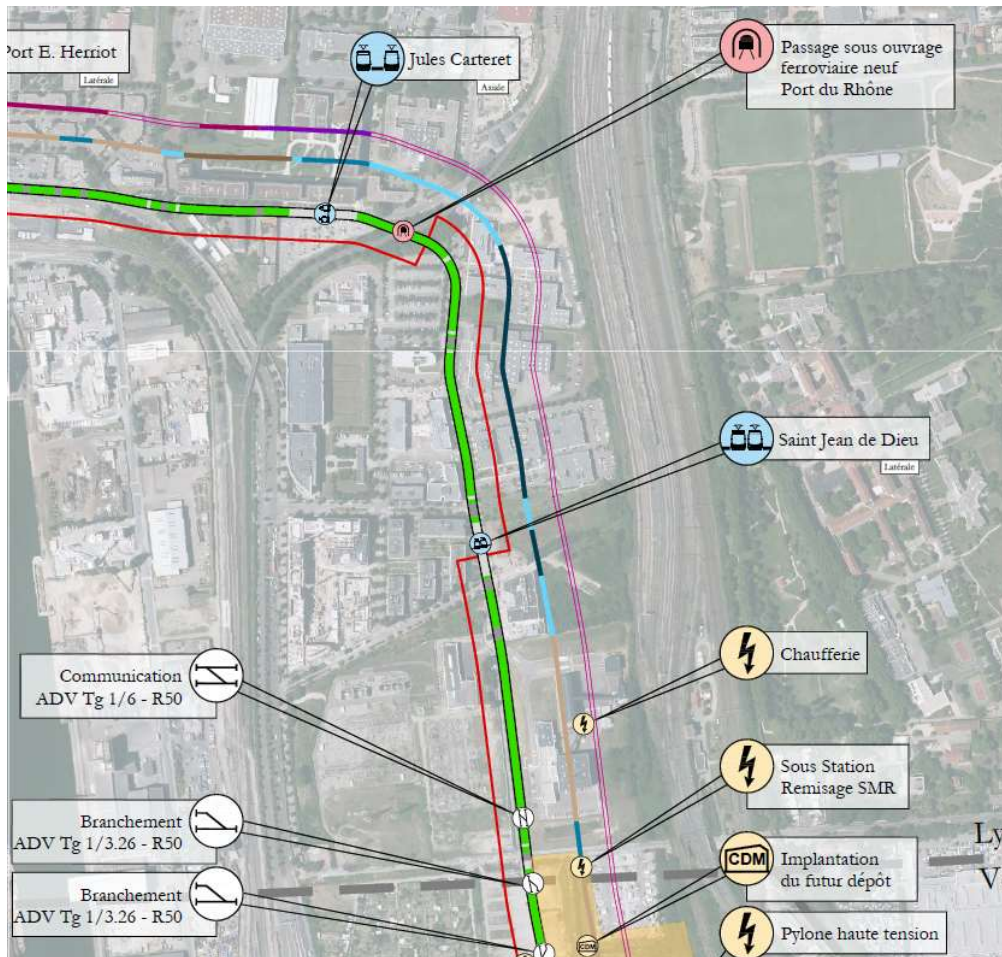 Port E. Herriot
Latérale
Jules Carteret
Axiale
Passage sous ouvrage
ferroviaire neuf
Port du Rhône
Saint Jean de Dieu
Latérale
Communication
ADV Tg 1/6 - R50
Chaufferie
Sous Station
Remisage SMR
Branchement
ADV Tg 1/3.26 - R50
Ly
V
CDM
Implantation
du futur dépôt
Branchement
ADV Tg 1/3.26 - R50
CDM
Pylone haute tension